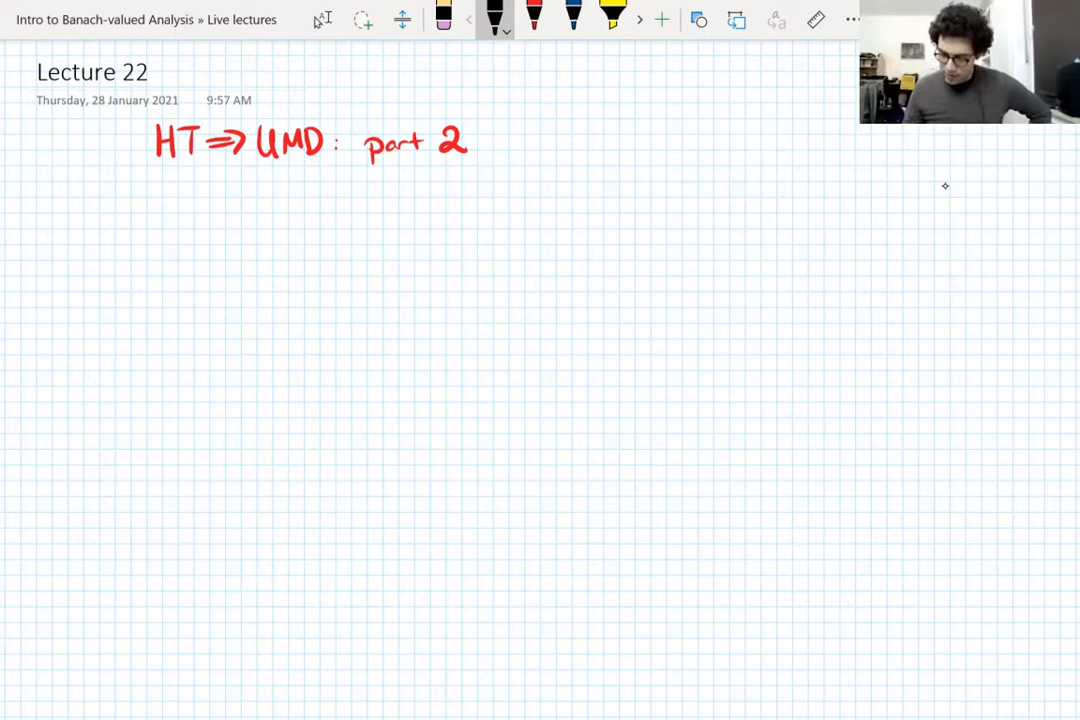 Intro to Banach-valued Analysis » Live lectures
Lecture 22
Thursday, 28 January 2021 9:57 AM
HT ⇒ UMD: part 2